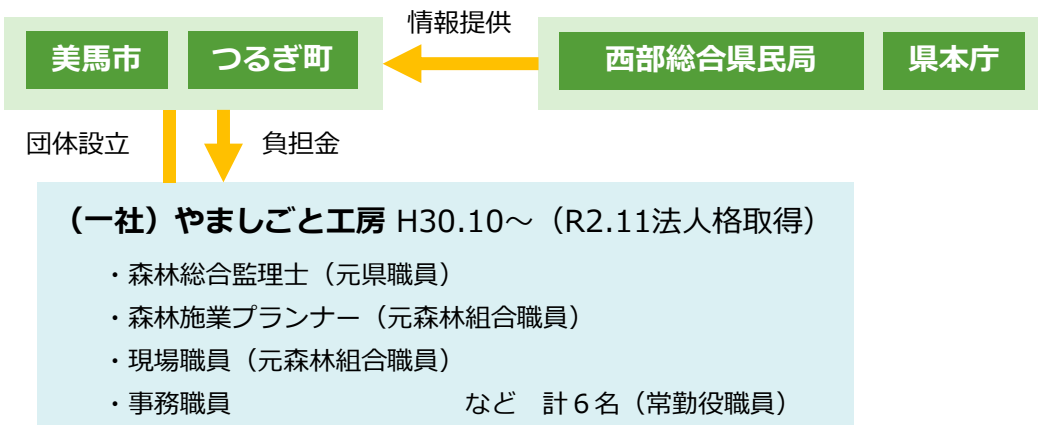 情報提供
美馬市 つるぎ町 西部総合県民局 県本庁
団体設立 負担金
（一社）やましごと工房 H30.10～（R2.11法人格取得）
・森林総合監理士（元県職員）
・森林施業プランナー（元森林組合職員）
・現場職員（元森林組合職員）
・事務職員 など 計６名（常勤役職員）